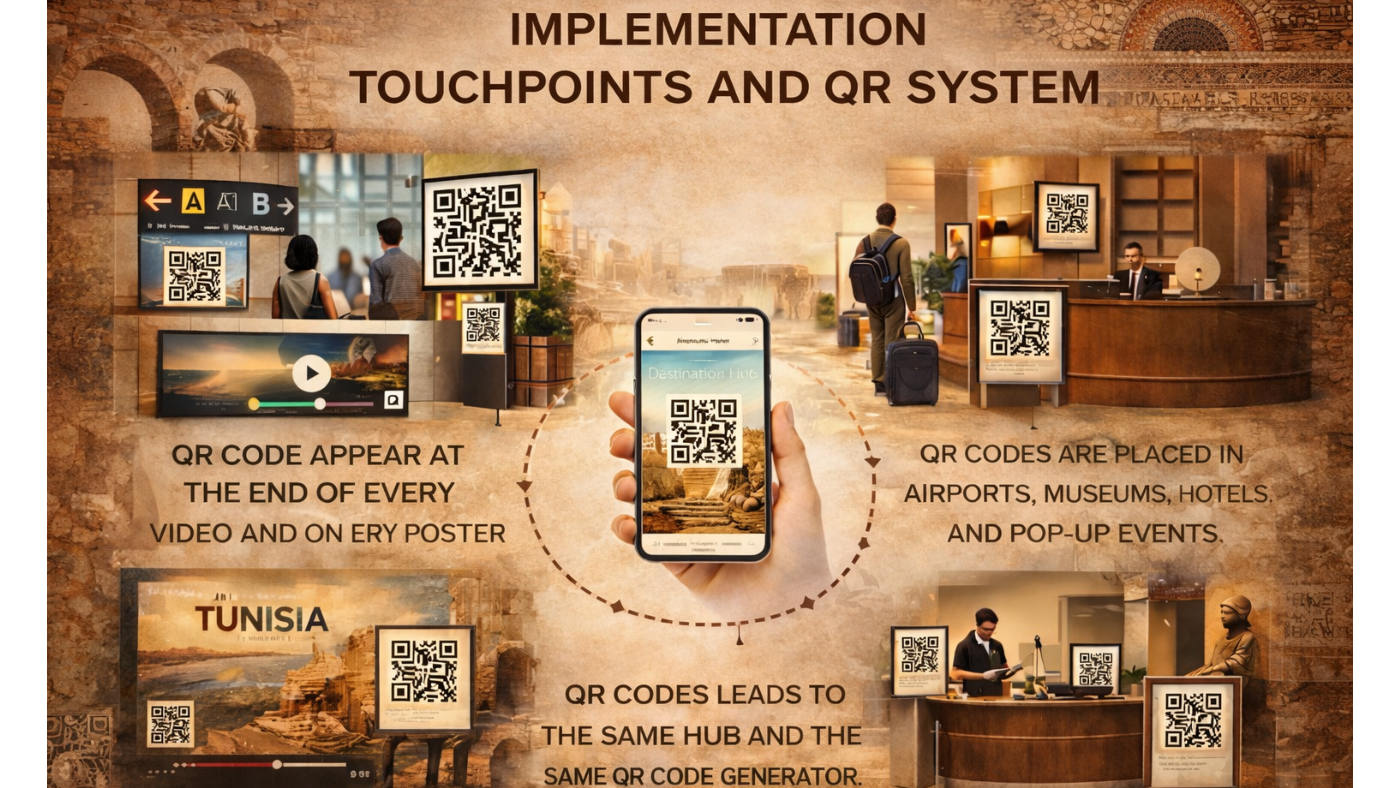 IMPLEMENTATION
TOUCHPOINTS AND QR SYSTEM
A
A
B
QR CODE APPEAR AT
THE END OF EVERY
VIDEO AND ON ERY POSTER
Destination Hub
QR CODES ARE PLACED IN
AIRPORTS, MUSEUMS, HOTELS.
AND POP-UP EVENTS.
TUNISIA
QR CODES LEADS TO
THE SAME HUB AND THE
SAME QR CODE GENERATOR.